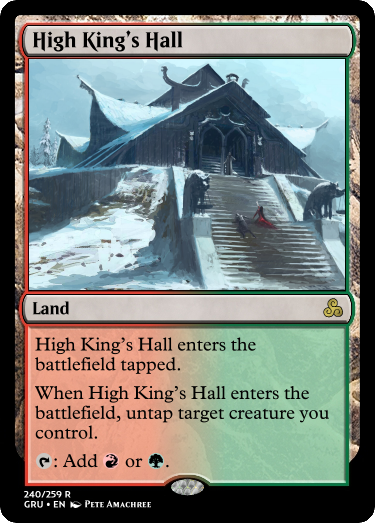 High King's Hall
Land
High King's Hall enters the
battlefield tapped.
When High King's Hall enters the
battlefield, untap target creature you
control.
: Add or .
240/259 R
GRU • EN Pete Amachree